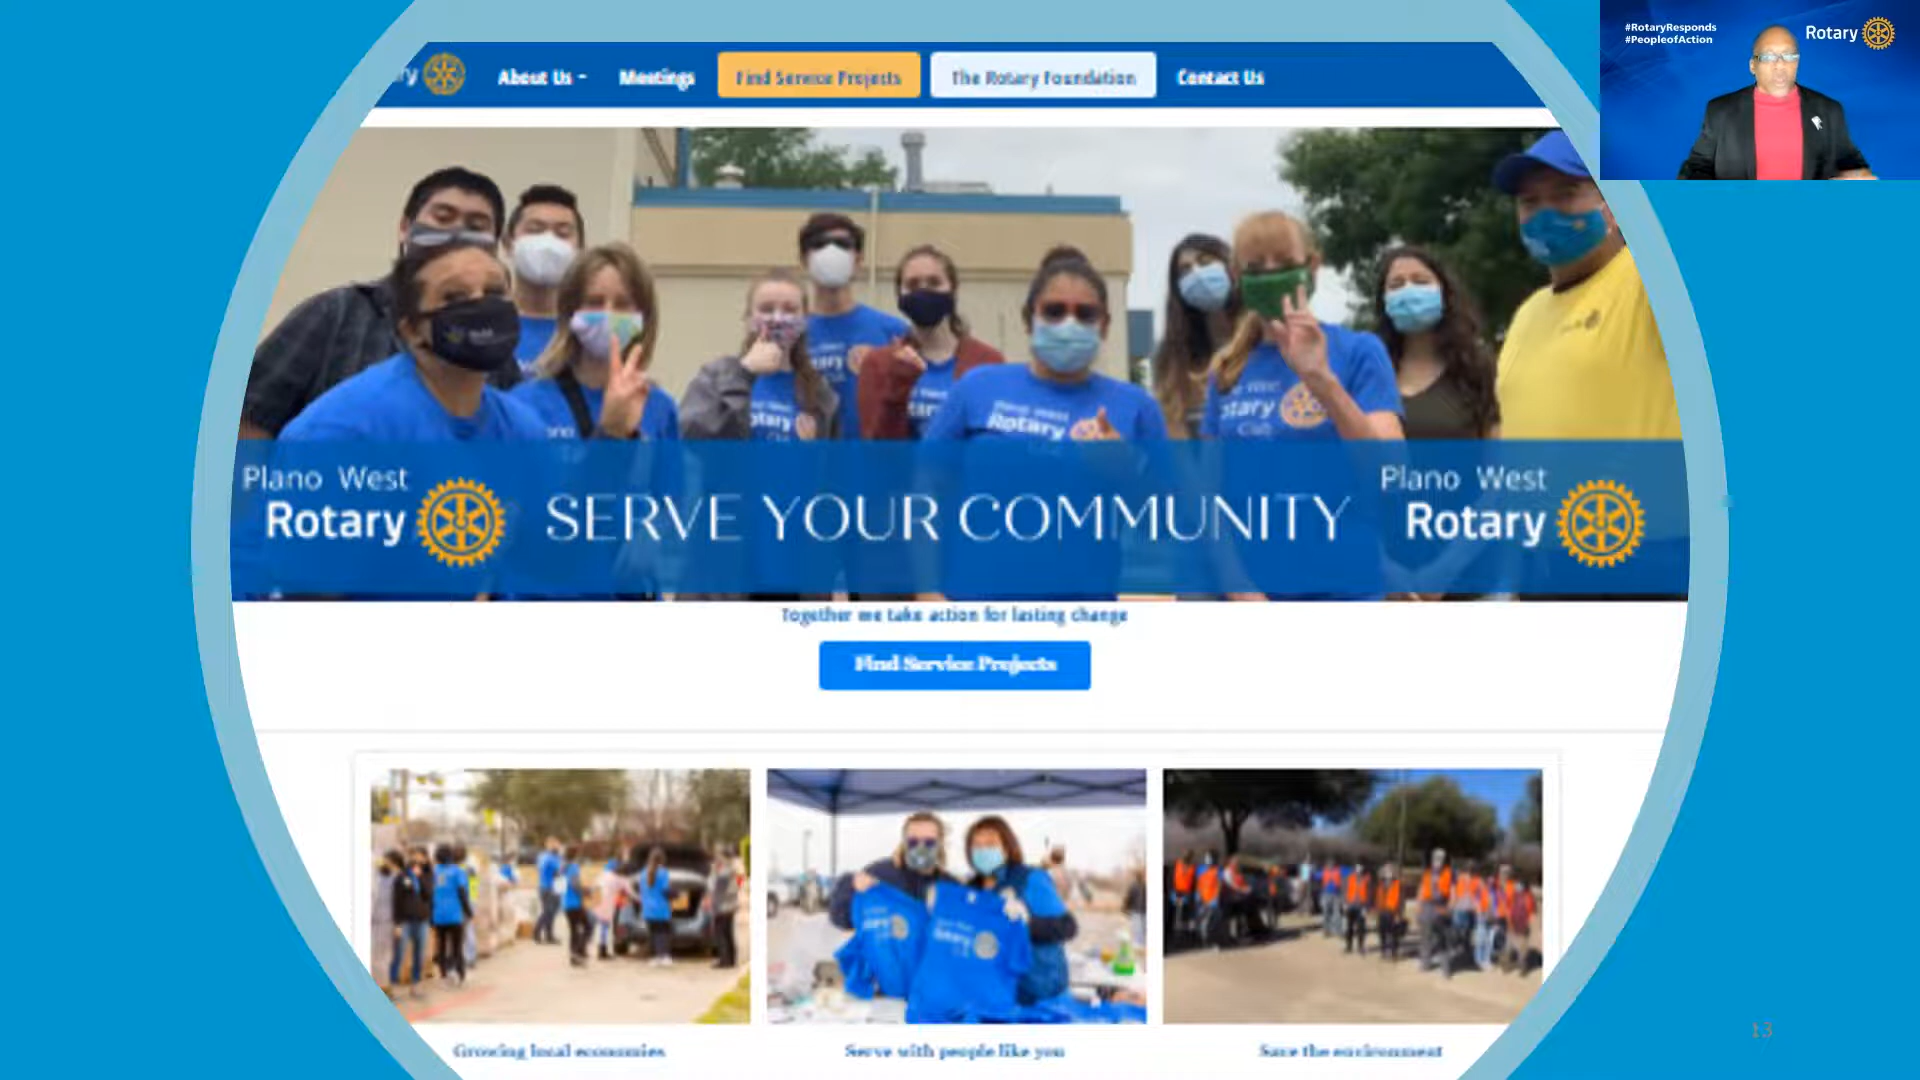 #RotaryResponds
#PeopleofAction
Rotary
About Us
Meetings
Find Service Projects
The Rotary Foundation
Contact Us
Plano West
Rotary
SERVE YOUR COMMUNITY
Plano West
Rotary
Together we take action for lasting change
Find Service Projects
Growing local economies
Serve with people like you
Save the environment
13